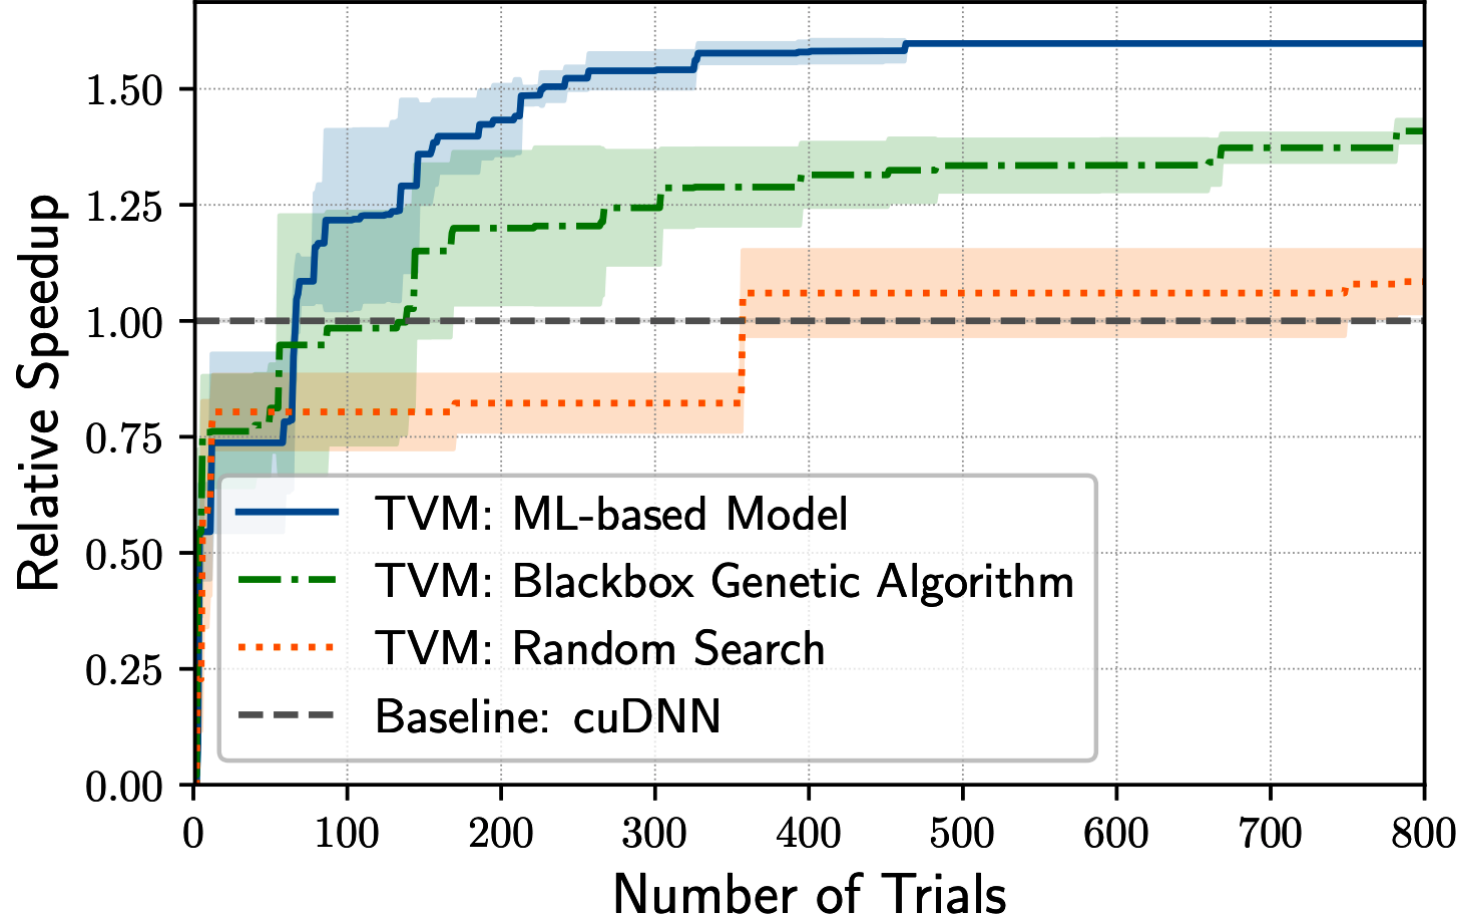 Relative Speedup
1.50
1.25
1.00
0.75
0.50
0.25
0.00
TVM: ML-based Model
TVM: Blackbox Genetic Algorithm
TVM: Random Search
Baseline: cuDNN
0 100 200 300 400 500 600 700 800
Number of Trials